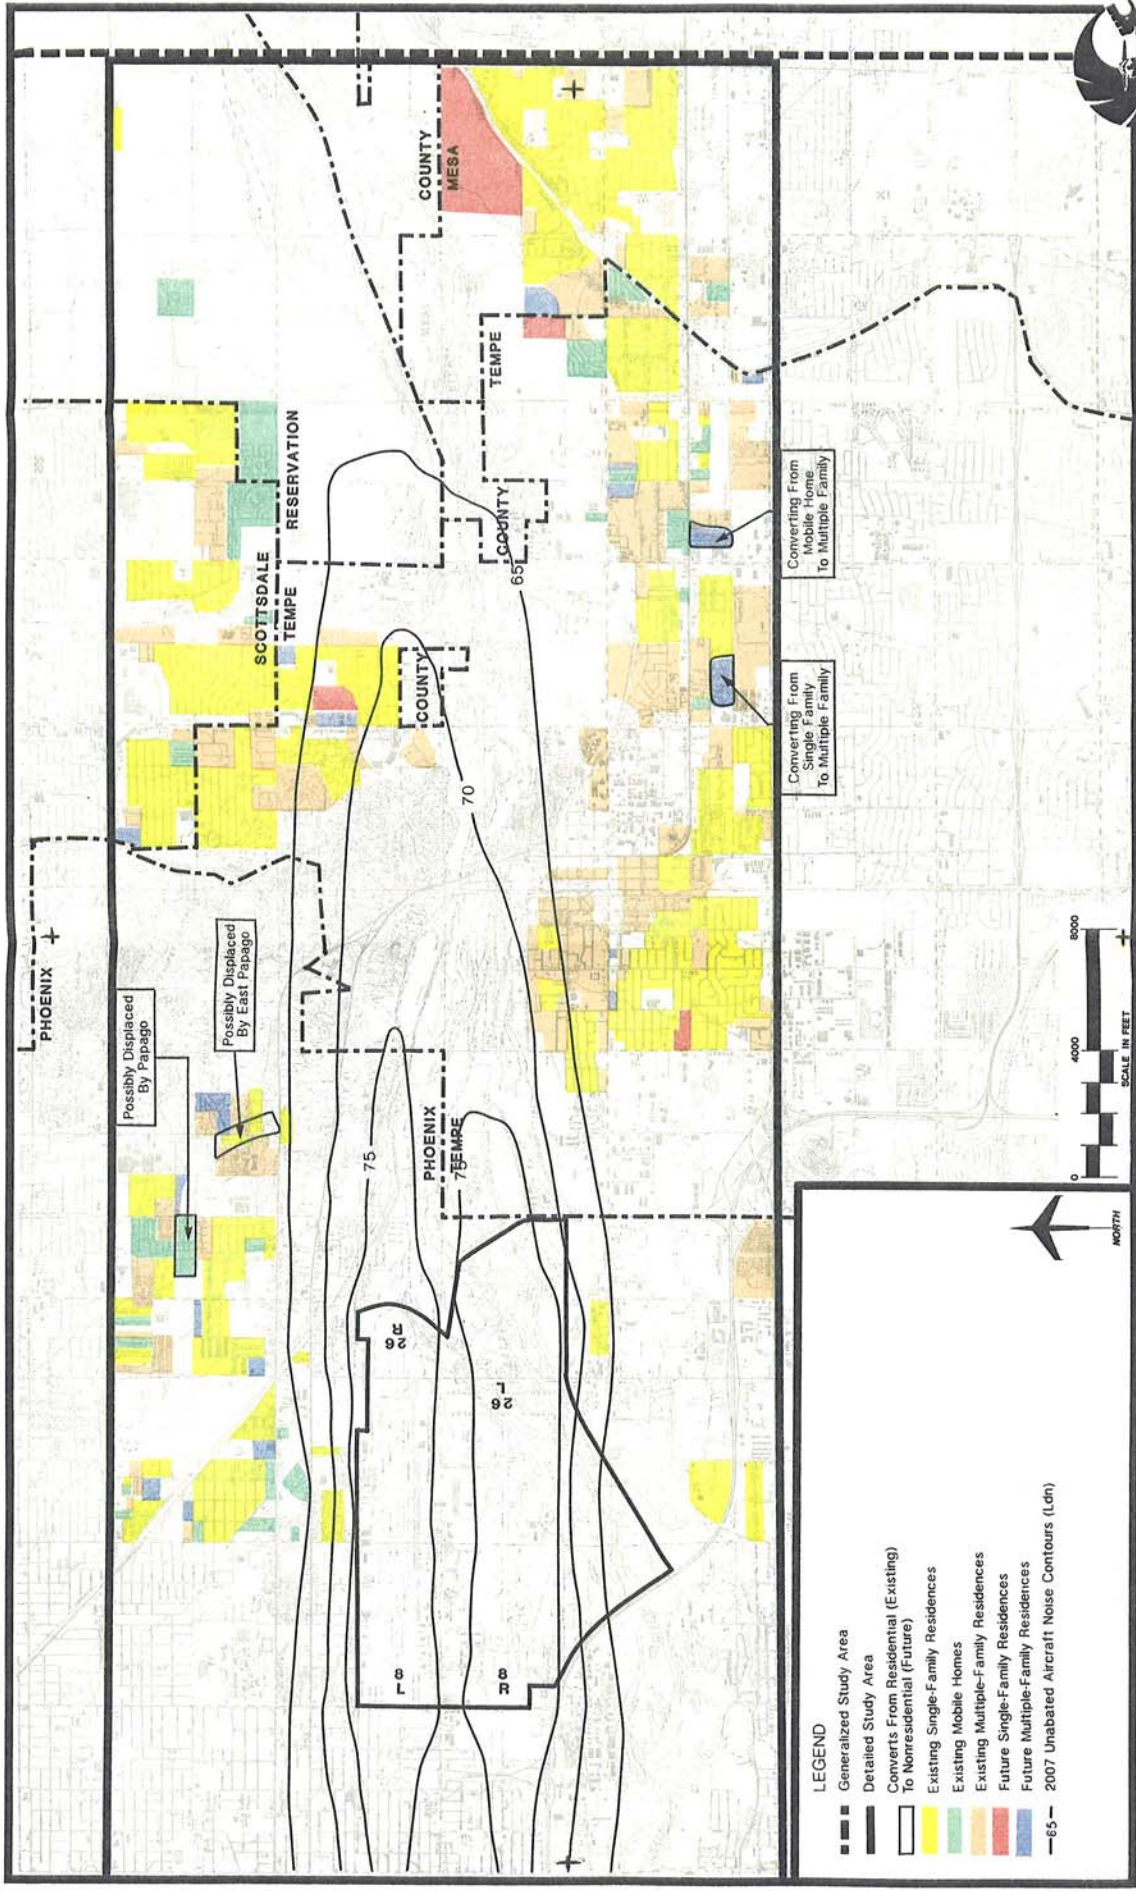 PHOENIX
Possibly Displaced
By Papago
Possibly Displaced
By East Papago
SCOTTSDALE
TEMPE
RESERVATION
COUNTY
MESA
TEMPE
COUNTY
COUNTY
65
70
75
75
PHOENIX
TEMPE
26
R
26
L
8
L
8
R
Converting From
Single Family
To Multiple Family
Converting From
Mobile Home
To Multiple Family
LEGEND
Generalized Study Area
Detailed Study Area
Converts From Residential (Existing)
To Nonresidential (Future)
Existing Single-Family Residences
Existing Mobile Homes
Existing Multiple-Family Residences
Future Single-Family Residences
Future Multiple-Family Residences
—65— 2007 Unabated Aircraft Noise Contours (Ldn)
NORTH
0 4000 8000
SCALE IN FEET